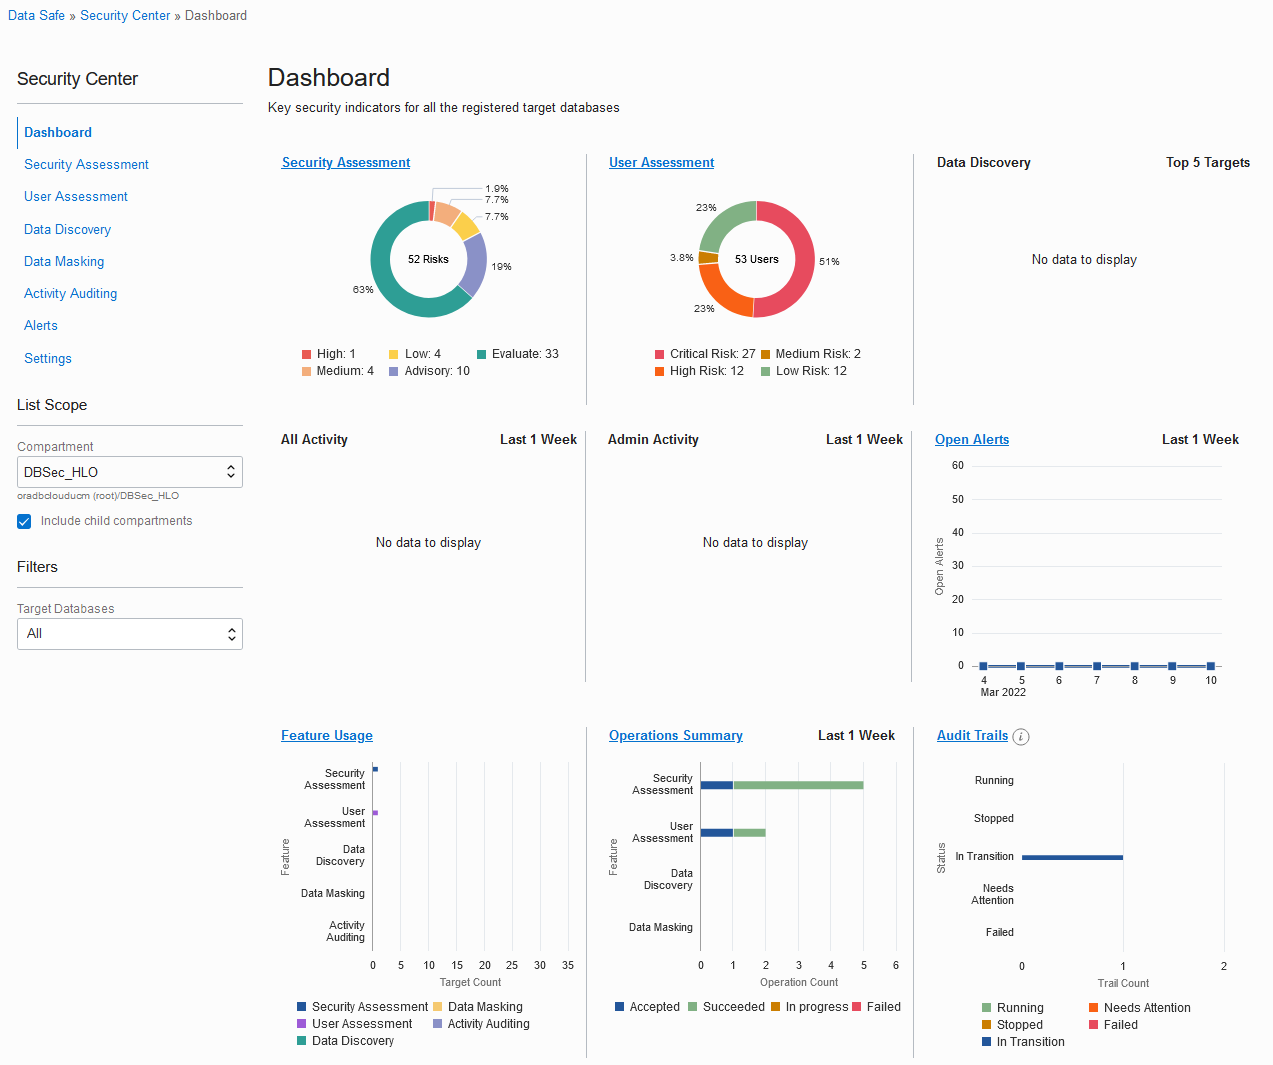 Data Safe » Security Center » Dashboard
Security Center
Dashboard
Security Assessment
User Assessment
Data Discovery
Data Masking
Activity Auditing
Alerts
Settings
List Scope
Compartment
DBSec_HLO
oradbclouducm (root)/DBSec_HLO
Include child compartments
Filters
Target Databases
All
Dashboard
Key security indicators for all the registered target databases
Security Assessment
1.9%
7.7%
7.7%
19%
63%
52 Risks
High: 1 Low: 4 Evaluate: 33
Medium: 4 Advisory: 10
User Assessment
23%
3.8%
51%
23%
53 Users
Critical Risk: 27 Medium Risk: 2
High Risk: 12 Low Risk: 12
Data Discovery Top 5 Targets
No data to display
All Activity Last 1 Week
No data to display
Admin Activity Last 1 Week
No data to display
Open Alerts Last 1 Week
60
50
40
30
20
10
0
Open Alerts
4 5 6 7 8 9 10
Mar 2022
Feature Usage
Security
Assessment
User
Assessment
Data
Discovery
Data Masking
Activity
Auditing
Feature
0 5 10 15 20 25 30 35
Target Count
Security Assessment Data Masking
User Assessment Activity Auditing
Data Discovery
Operations Summary Last 1 Week
Security
Assessment
User
Assessment
Data
Discovery
Data Masking
Feature
0 1 2 3 4 5 6
Operation Count
Accepted Succeeded In progress Failed
Audit Trails i
Running
Stopped
In Transition
Needs
Attention
Failed
Status
0 1 2
Trail Count
Running Needs Attention
Stopped Failed
In Transition